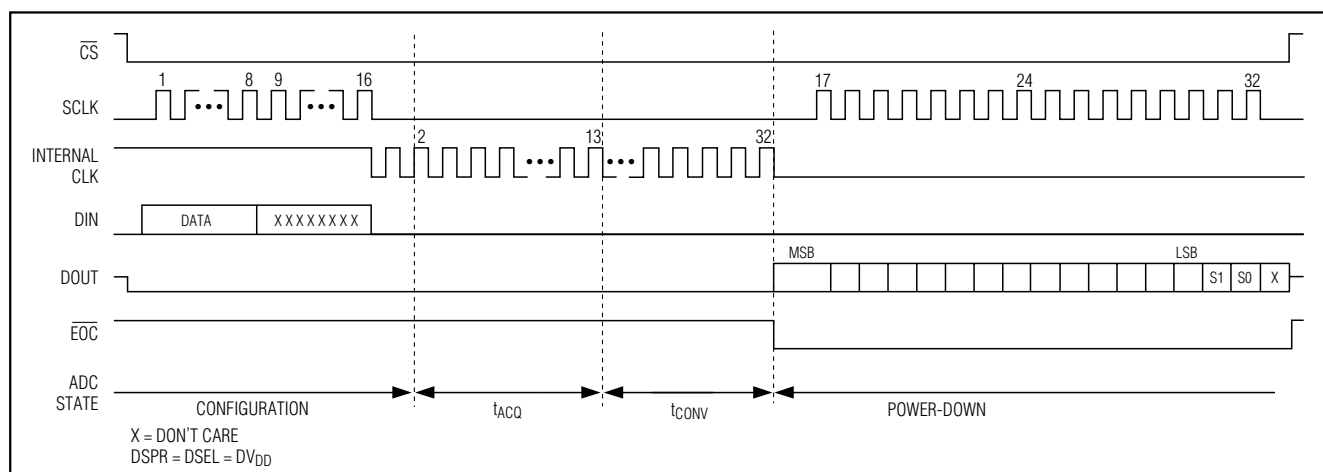 CS
1 8 9 16 17 24 32
SCLK
2 13 32
INTERNAL
CLK
DIN DATA X X X X X X X X
MSB LSB
DOUT S1 S0 X
EOC
ADC
STATE
CONFIGURATION tACQ tCONV POWER-DOWN
X = DON'T CARE
DSPR = DSEL = DVDD